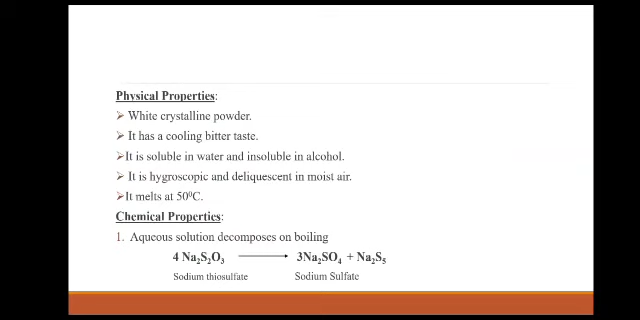 Physical Properties:
➢ White crystalline powder.
➢ It has a cooling bitter taste.
➢It is soluble in water and insoluble in alcohol.
➢ It is hygroscopic and deliquescent in moist air.
➢It melts at 50⁰C.
Chemical Properties:
1. Aqueous solution decomposes on boiling
4 Na₂S₂O₃ ⟶ 3Na₂SO₄ + Na₂S₅
Sodium thiosulfate Sodium Sulfate